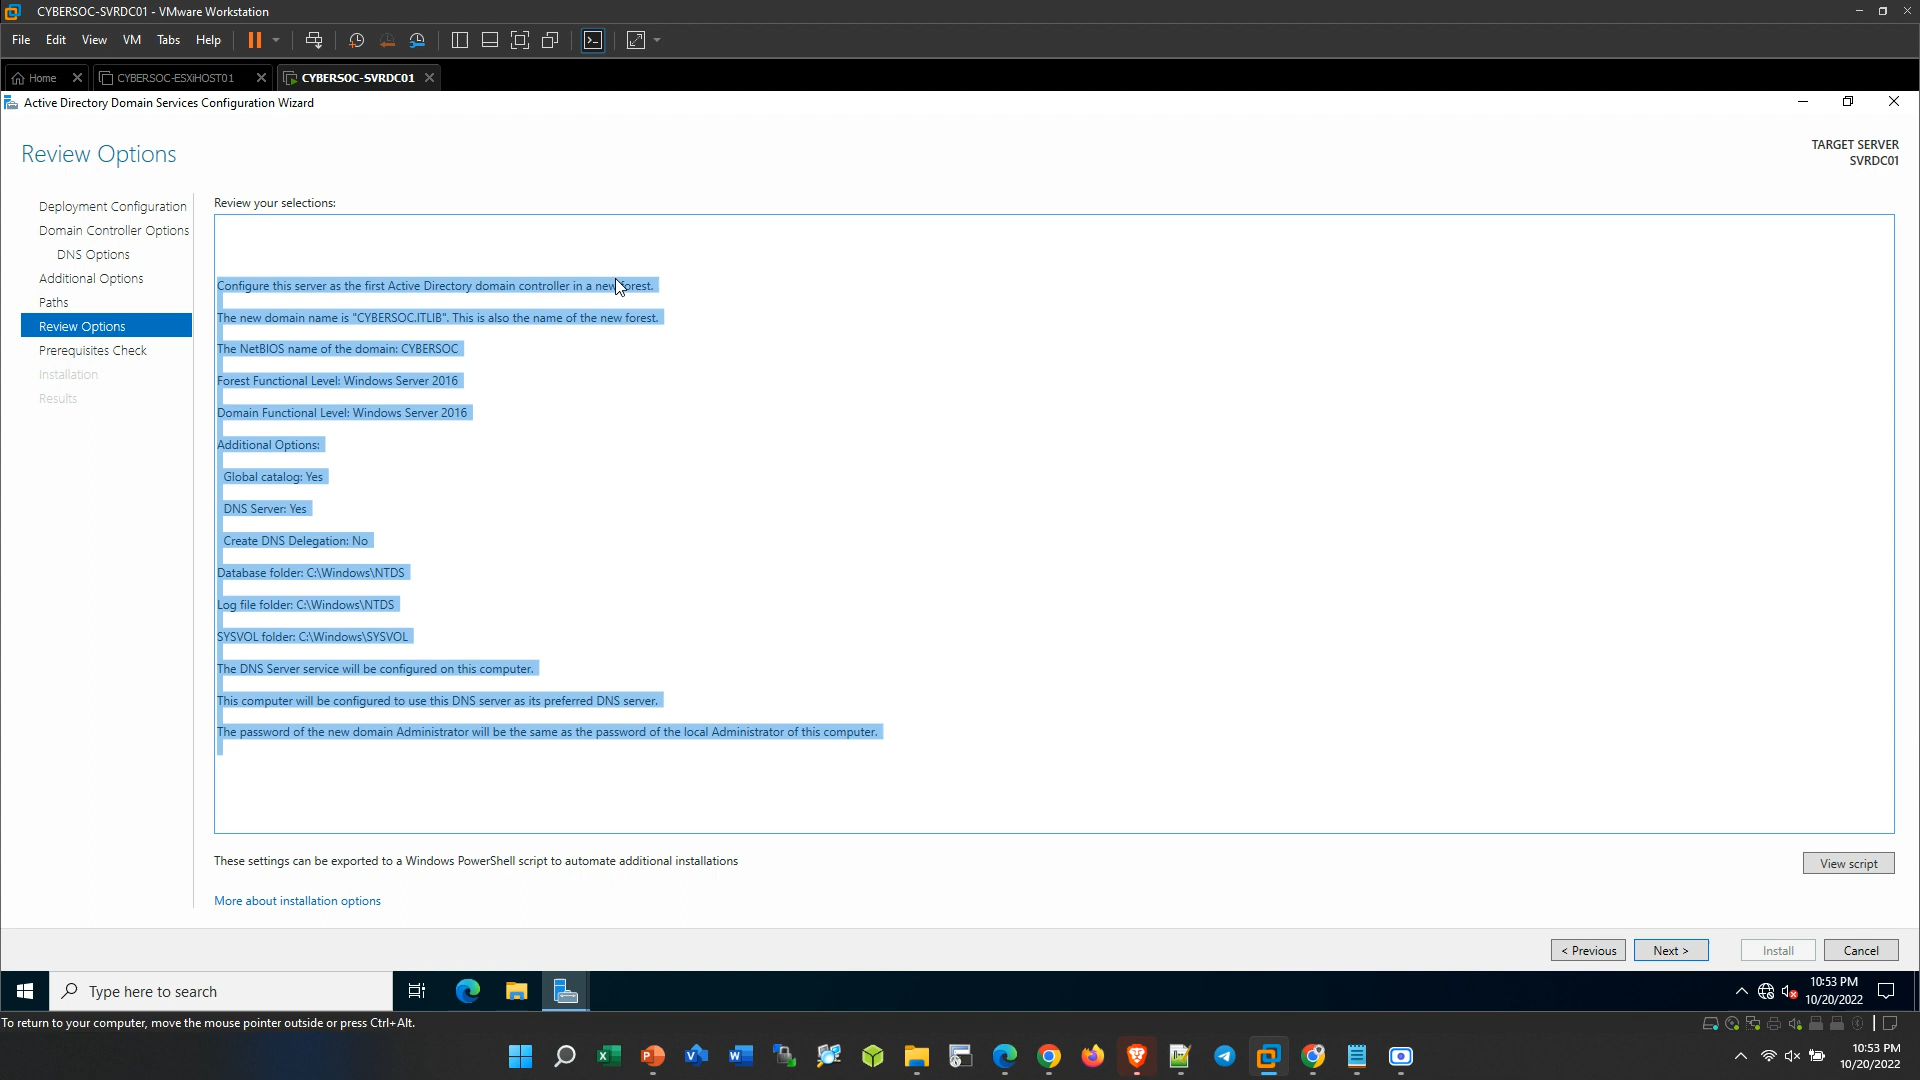 CYBERSOC-SVRDC01 - VMware Workstation
File Edit View VM Tabs Help
Home CYBERSOC-ESXiHOST01 CYBERSOC-SVRDC01
Active Directory Domain Services Configuration Wizard
Review Options
TARGET SERVER
SVRDC01
Deployment Configuration
Domain Controller Options
DNS Options
Additional Options
Paths
Review Options
Prerequisites Check
Installation
Results
Review your selections:
Configure this server as the first Active Directory domain controller in a new forest.
The new domain name is "CYBERSOC.ITLIB". This is also the name of the new forest.
The NetBIOS name of the domain: CYBERSOC
Forest Functional Level: Windows Server 2016
Domain Functional Level: Windows Server 2016
Additional Options:
Global catalog: Yes
DNS Server: Yes
Create DNS Delegation: No
Database folder: C:\Windows\NTDS
Log file folder: C:\Windows\NTDS
SYSVOL folder: C:\Windows\SYSVOL
The DNS Server service will be configured on this computer.
This computer will be configured to use this DNS server as its preferred DNS server.
The password of the new domain Administrator will be the same as the password of the local Administrator of this computer.
These settings can be exported to a Windows PowerShell script to automate additional installations
View script
More about installation options
< Previous Next > Install Cancel
Type here to search
10:53 PM
10/20/2022
To return to your computer, move the mouse pointer outside or press Ctrl+Alt.
10:53 PM
10/20/2022